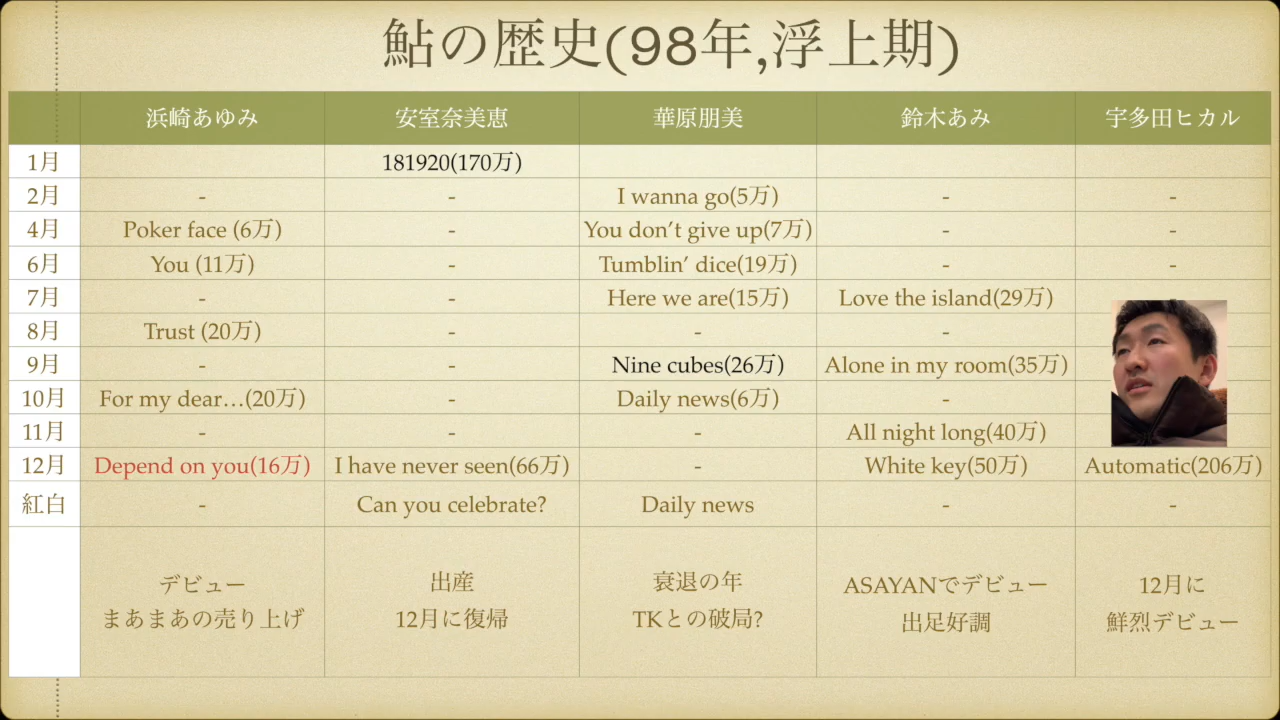 鮎の歴史(98年,浮上期)
浜崎あゆみ 安室奈美恵 華原朋美 鈴木あみ 宇多田ヒカル
1月 181920(170万)
2月 - - I wanna go(5万) - -
4月 Poker face (6万) - You don't give up(7万) - -
6月 You (11万) - Tumblin' dice(19万) - -
7月 - - Here we are(15万) Love the island(29万)
8月 Trust (20万) - - -
9月 - - Nine cubes(26万) Alone in my room(35万)
10月 For my dear…(20万) - Daily news(6万) -
11月 - - - All night long(40万)
12月 Depend on you(16万) I have never seen(66万) - White key(50万) Automatic(206万)
紅白 - Can you celebrate? Daily news - -
デビュー 出産 衰退の年 ASAYANでデビュー 12月に
まあまあの売り上げ 12月に復帰 TKとの破局? 出足好調 鮮烈デビュー